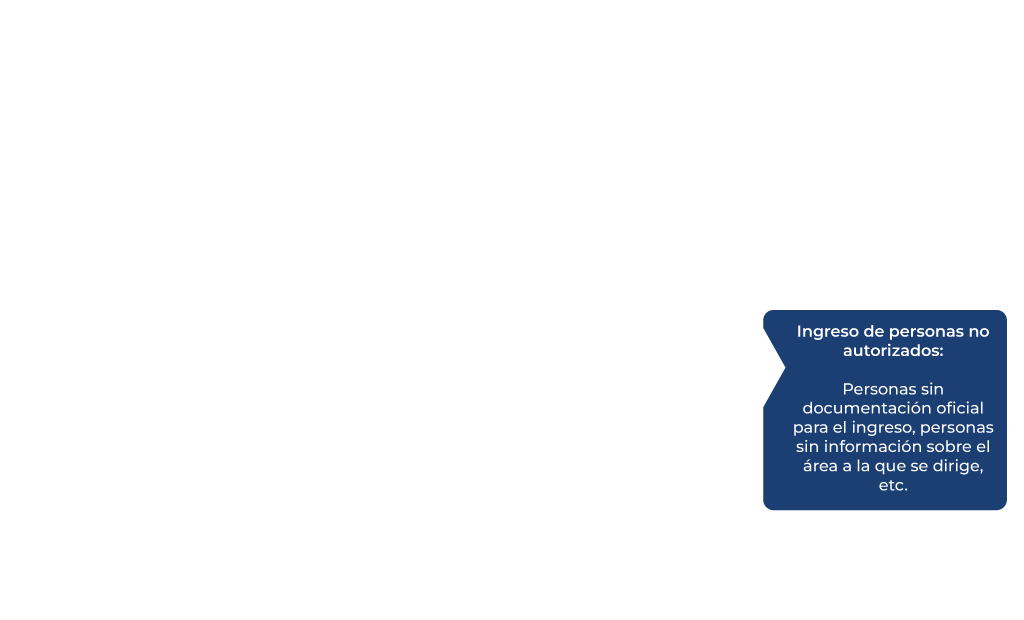 Ingreso de personas no
autorizados:
Personas sin
documentación oficial
para el ingreso, personas
sin información sobre el
área a la que se dirige,
etc.